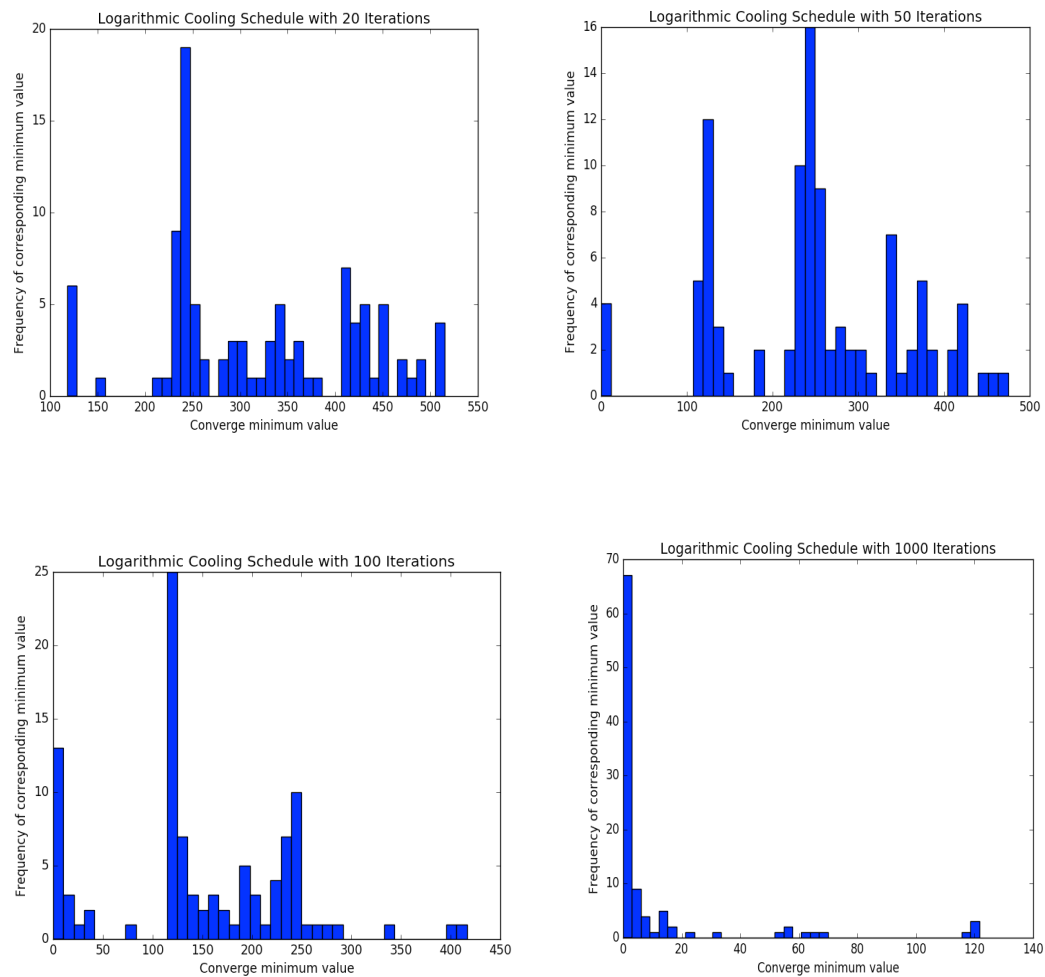 Logarithmic Cooling Schedule with 20 Iterations
Frequency of corresponding minimum value
20
15
10
5
0
100 150 200 250 300 350 400 450 500 550
Converge minimum value
Logarithmic Cooling Schedule with 50 Iterations
Frequency of corresponding minimum value
16
14
12
10
8
6
4
2
0
0 100 200 300 400 500
Converge minimum value
Logarithmic Cooling Schedule with 100 Iterations
Frequency of corresponding minimum value
25
20
15
10
5
0
0 50 100 150 200 250 300 350 400 450
Converge minimum value
Logarithmic Cooling Schedule with 1000 Iterations
Frequency of corresponding minimum value
70
60
50
40
30
20
10
0
0 20 40 60 80 100 120 140
Converge minimum value